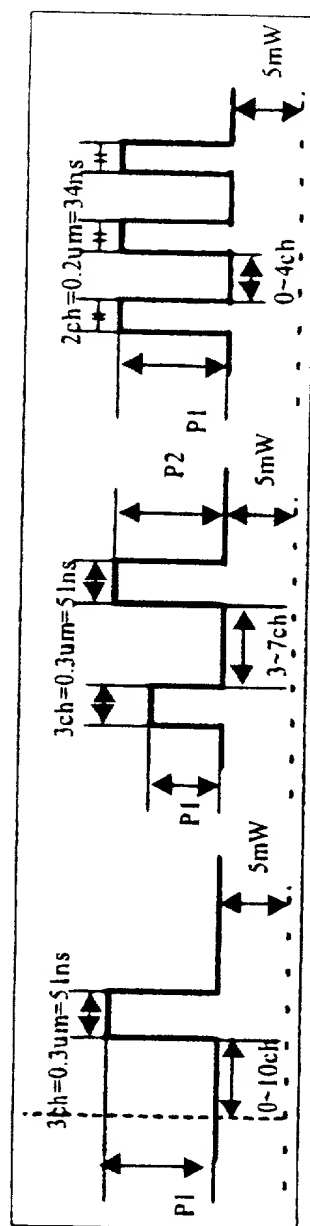 3ch=0.3um=51ns
P1
0~10ch
5mW
3ch=0.3um=51ns
P1
P2
3~7ch
5mW
2ch=0.2um=34ns
P1
0~4ch
5mW